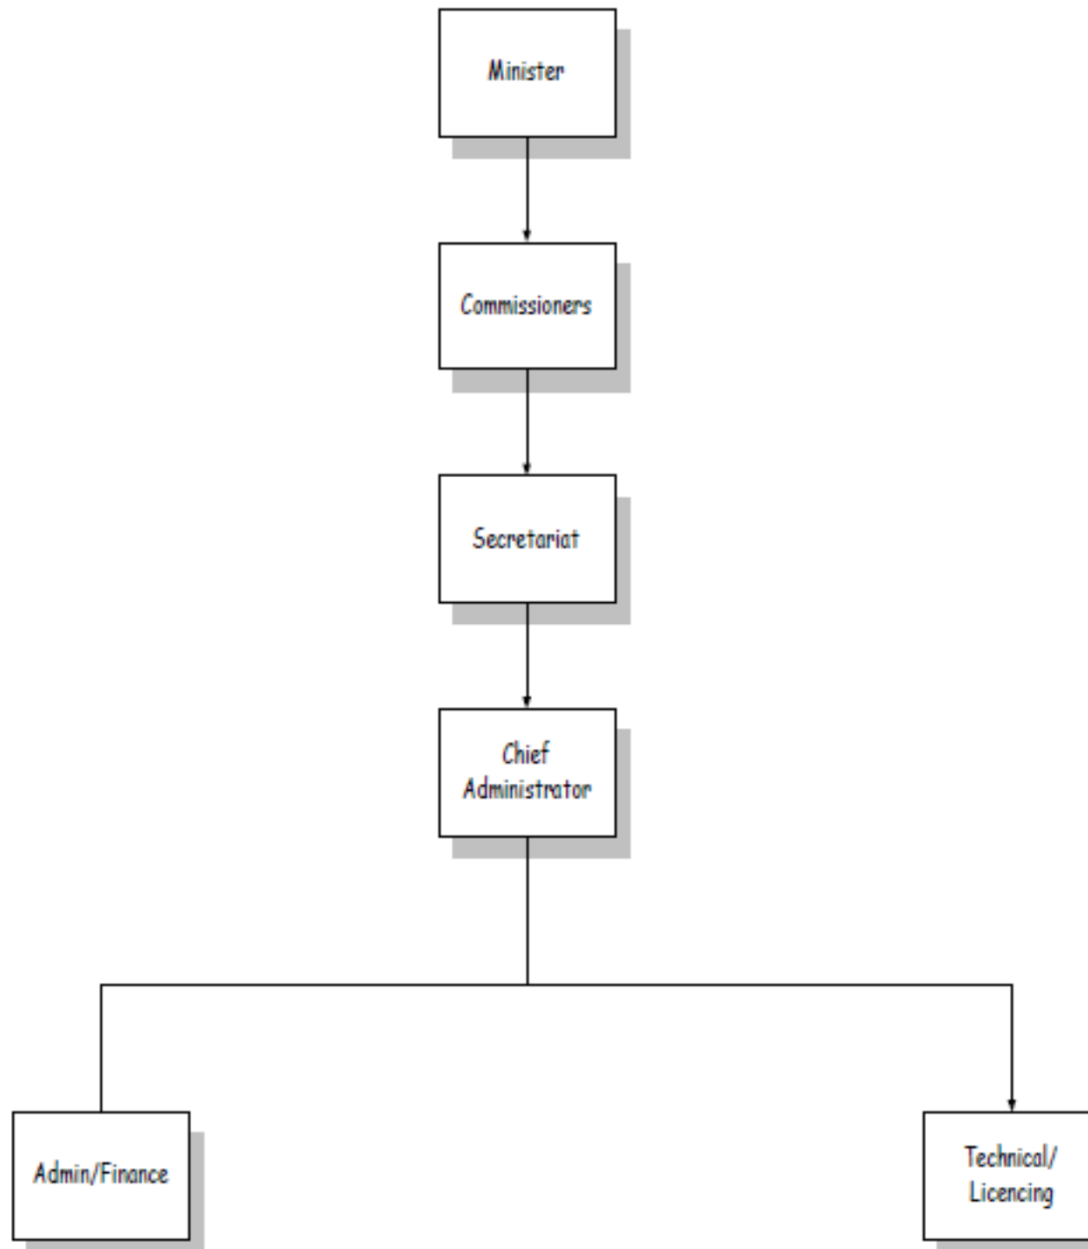 Minister
Commissioners
Secretariat
Chief
Administrator
Admin/Finance
Technical/
Licencing